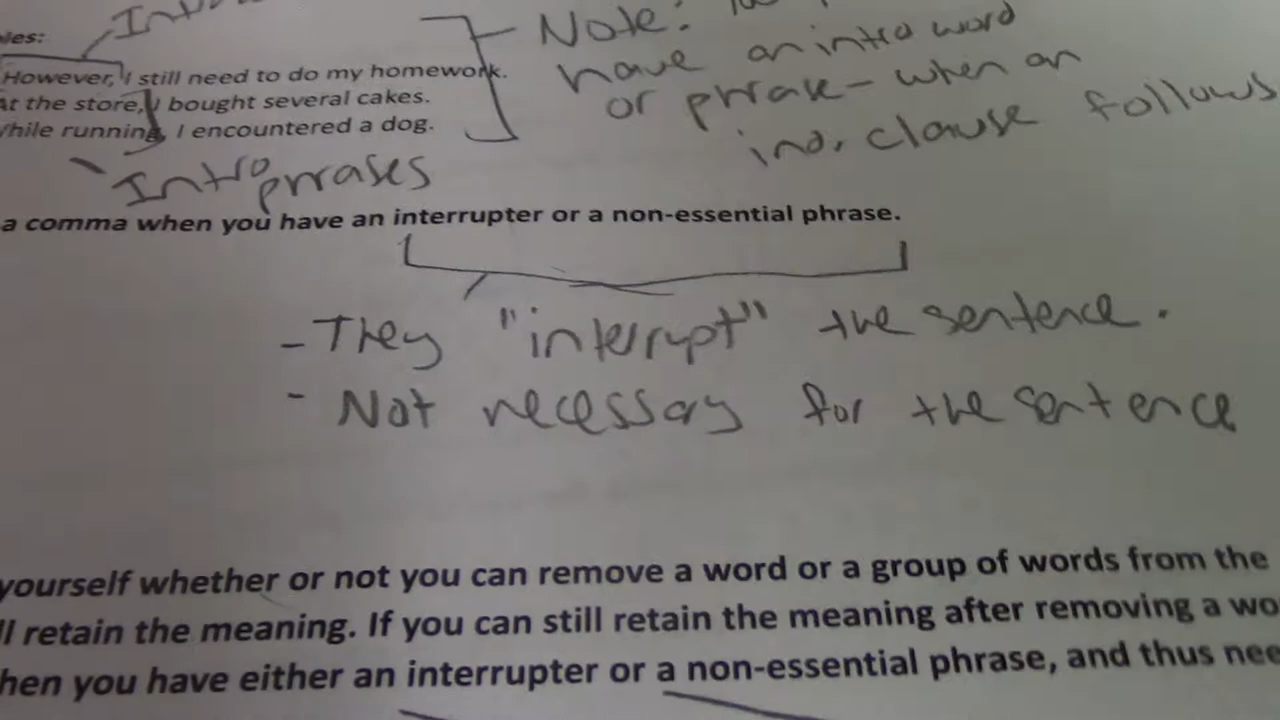 Intro
Note:
les:
have an intro word
However, I still need to do my homework.
or phrase - when an
At the store, I bought several cakes.
ind. clause follows
While running, I encountered a dog.
Intro phrases
a comma when you have an interrupter or a non-essential phrase.
- They "interrupt" the sentence.
- Not necessary for the sentence
yourself whether or not you can remove a word or a group of words from the
ll retain the meaning. If you can still retain the meaning after removing a wo
hen you have either an interrupter or a non-essential phrase, and thus nee